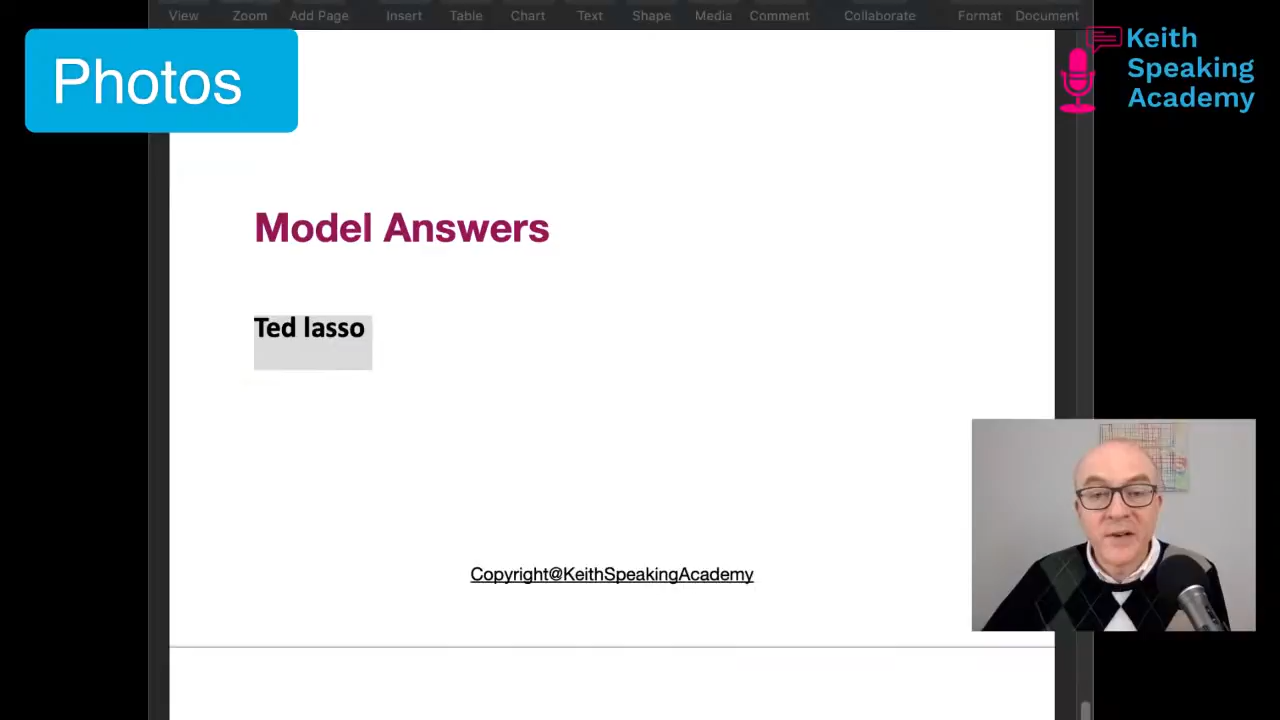 View Zoom Add Page Insert Table Chart Text Shape Media Comment Collaborate Format Document
Photos
Keith
Speaking
Academy
Model Answers
Ted lasso
Copyright@KeithSpeakingAcademy